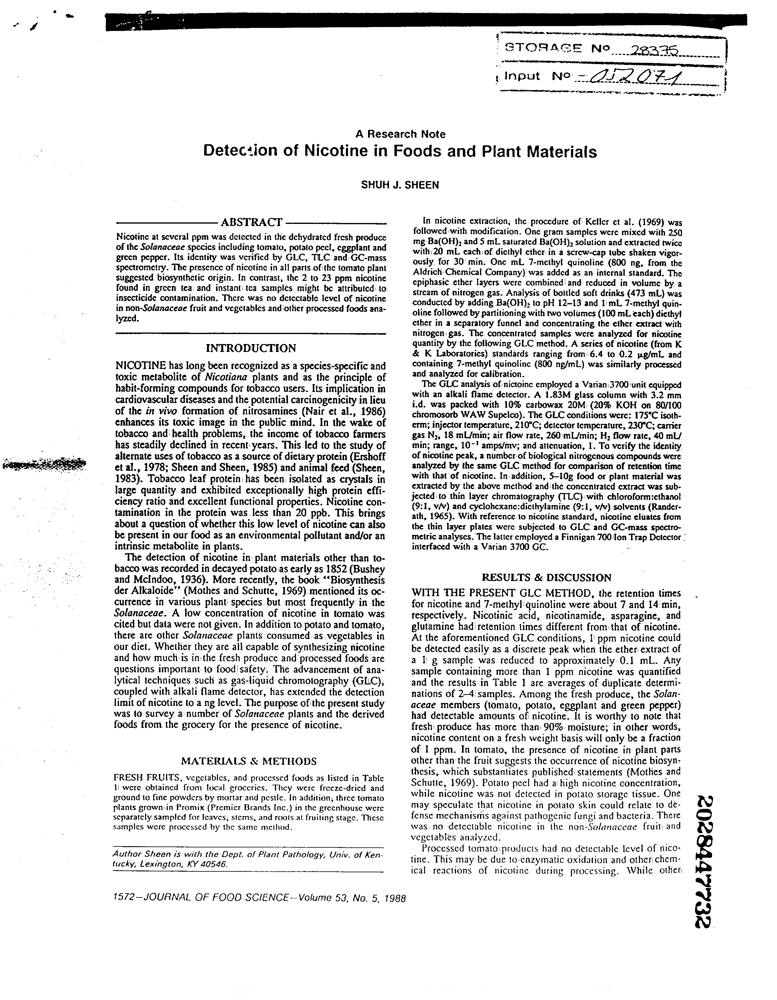 STORAGE No 28375
Input No
A Research Note
Detection of Nicotine in Foods and Plant Materials
SHUH J. SHEEN
ABSTRACT
Nicotine at several ppm was detected in the dehydrated fresh produce
of the Solanaceae species including tomato, potato peel, eggplant and
green pepper. Its identity was verified by GLC, TLC and GC-mass
spectrometry. The presence of nicotine in all parts of the tomato plant
suggested biosynthetic origin. In contrast, the 2 to 23 ppm nicotine
found in green tea and instant tea samples might be attributed to
insecticide contamination. There was no detectable level of nicotine
in non-Solanaceae fruit and vegetables and other processed foods ana-
lyzed.
INTRODUCTION
NICOTINE has long been recognized as a species-specific and
toxic metabolite of Nicotiana plants and as the principle of
habit-forming compounds for tobacco users. Its implication in
cardiovascular diseases and the potential carcinogenicity in lieu
of the in vivo formation of nitrosamines (Nair et al., 1986)
enhances its toxic image in the public mind. In the wake of
tobacco and health problems, the income of tobacco farmers
has steadily declined in recent years. This led to the study of
alternate uses of tobacco as a source of dietary protein (Ershoff
et al., 1978; Sheen and Sheen, 1985) and animal feed (Sheen,
1983). Tobacco leaf protein has been isolated as crystals in
large quantity and exhibited exceptionally high protein effi-
ciency ratio and excellent functional properties. Nicotine con-
tamination in the protein was less than 20 ppb. This brings
about a question of whether this low level of nicotine can also
be present in our food as an environmental pollutant and/or an
intrinsic metabolite in plants.
The detection of nicotine in plant materials other than to-
bacco was recorded in decayed potato as early as 1852 (Bushey
and McIndoo, 1936). More recently, the book "Biosynthesis
der Alkaloide" (Mothes and Schutte, 1969) mentioned its oc-
currence in various plant species but most frequently in the
Solanaceae. A low concentration of nicotine in tomato was
cited but data were not given. In addition to potato and tomato,
there are other Solanaceae plants consumed as vegetables in
our diet. Whether they are all capable of synthesizing nicotine
and how much is in the fresh produce and processed foods are
questions important to food safety. The advancement of ana-
lytical techniques such as gas-liquid chromotography (GLC),
coupled with alkali flame detector, has extended the detection
limit of nicotine to a ng level. The purpose of the present study
was to survey a number of Solanaceae plants and the derived
foods from the grocery for the presence of nicotine.
MATERIALS & METHODS
FRESH FRUITS, vegetables, and processed foods as listed in Table
1 were obtained from local groceries. They were freeze-dried and
ground to fine powders by mortar and pestle. In addition, three tomato
plants grown in Promix (Premier Brands Inc.) in the greenhouse were
separately sampled for leaves, stems, and roots at fruiting stage. These
samples were processed by the same method.
Author Sheen is with the Dept. of Plant Pathology, Univ. of Ken-
tucky, Lexington, KY 40546.
In nicotine extraction, the procedure of Keller et al. (1969) was
followed with modification. One gram samples were mixed with 250
mg Ba(OH)₂ and 5 mL saturated Ba(OH)₂ solution and extracted twice
with 20 mL each of diethyl ether in a screw-cap tube shaken vigor-
ously for 30 min. One mL 7-methyl quinoline (800 ng, from the
Aldrich Chemical Company) was added as an internal standard. The
epiphasic ether layers were combined and reduced in volume by a
stream of nitrogen gas. Analysis of bottled soft drinks (473 mL) was
conducted by adding Ba(OH)₂ to pH 12–13 and 1 mL 7-methyl quin-
oline followed by partitioning with two volumes (100 mL each) diethyl
ether in a separatory funnel and concentrating the ether extract with
nitrogen gas. The concentrated samples were analyzed for nicotine
quantity by the following GLC method. A series of nicotine (from K
& K Laboratories) standards ranging from 6.4 to 0.2 µg/mL and
containing 7-methyl quinoline (800 ng/mL) was similarly processed
and analyzed for calibration.
The GLC analysis of nictoine employed a Varian 3700 unit equipped
with an alkali flame detector. A 1.83M glass column with 3.2 mm
i.d. was packed with 10% carbowax 20M (20% KOH on 80/100
chromosorb WAW Supelco). The GLC conditions were: 175°C isoth-
erm; injector temperature, 210°C; detector temperature, 230°C; carrier
gas N₂, 18 mL/min; air flow rate, 260 mL/min; H₂ flow rate, 40 mL/
min; range, 10⁻¹ amps/mv; and attenuation, 1. To verify the identity
of nicotine peak, a number of biological nitrogenous compounds were
analyzed by the same GLC method for comparison of retention time
with that of nicotine. In addition, 5–10g food or plant material was
extracted by the above method and the concentrated extract was sub-
jected to thin layer chromatography (TLC) with chloroform:ethanol
(9:1, v/v) and cyclohexane:diethylamine (9:1, v/v) solvents (Rander-
ath, 1965). With reference to nicotine standard, nicotine eluates from
the thin layer plates were subjected to GLC and GC-mass spectro-
metric analyses. The latter employed a Finnigan 700 Ion Trap Detector
interfaced with a Varian 3700 GC.
RESULTS & DISCUSSION
WITH THE PRESENT GLC METHOD, the retention times
for nicotine and 7-methyl quinoline were about 7 and 14 min,
respectively. Nicotinic acid, nicotinamide, asparagine, and
glutamine had retention times different from that of nicotine.
At the aforementioned GLC conditions, 1 ppm nicotine could
be detected easily as a discrete peak when the ether extract of
a 1 g sample was reduced to approximately 0.1 mL. Any
sample containing more than 1 ppm nicotine was quantified
and the results in Table 1 are averages of duplicate determi-
nations of 2–4 samples. Among the fresh produce, the Solan-
aceae members (tomato, potato, eggplant and green pepper)
had detectable amounts of nicotine. It is worthy to note that
fresh produce has more than 90% moisture; in other words,
nicotine content on a fresh weight basis will only be a fraction
of 1 ppm. In tomato, the presence of nicotine in plant parts
other than the fruit suggests the occurrence of nicotine biosyn-
thesis, which substantiates published statements (Mothes and
Schutte, 1969). Potato peel had a high nicotine concentration,
while nicotine was not detected in potato storage tissue. One
may speculate that nicotine in potato skin could relate to de-
fense mechanisms against pathogenic fungi and bacteria. There
was no detectable nicotine in the non-Solanaceae fruit and
vegetables analyzed.
Processed tomato products had no detectable level of nico-
tine. This may be due to enzymatic oxidation and other chem-
ical reactions of nicotine during processing. While other
1572–JOURNAL OF FOOD SCIENCE–Volume 53, No. 5, 1988
2028447732